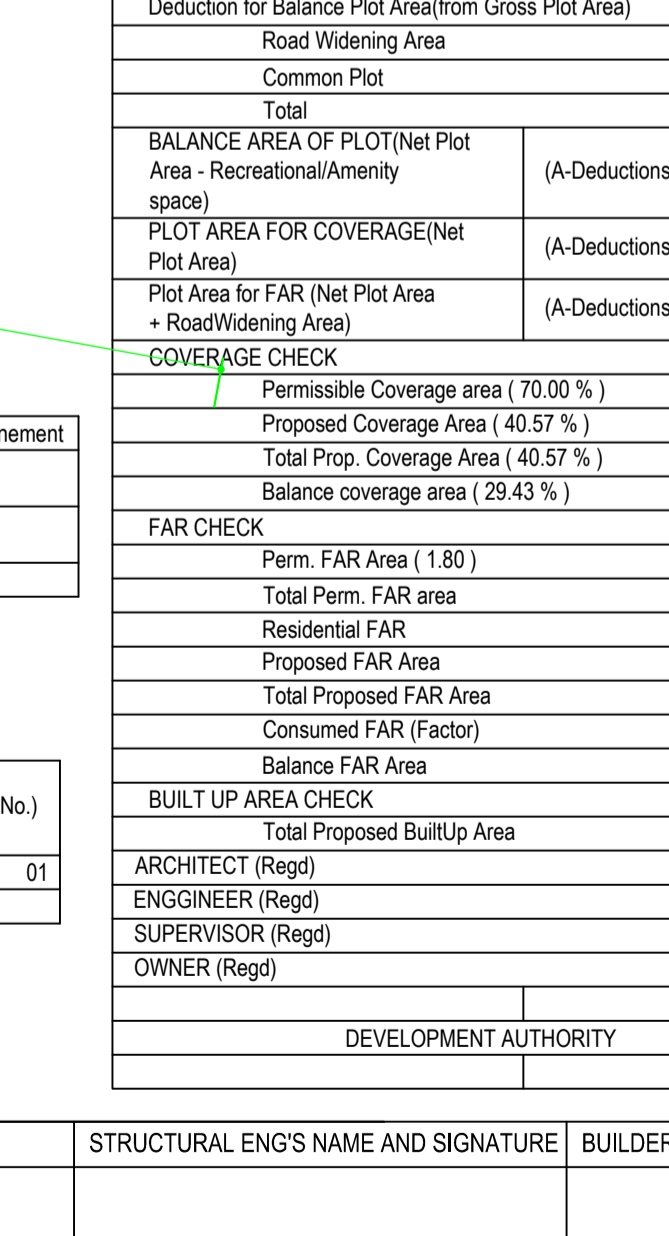 Deduction for Balance Plot Area(from Gross Plot Area)
Road Widening Area
Common Plot
Total
BALANCE AREA OF PLOT(Net Plot
Area - Recreational/Amenity
space)
(A-Deductions
PLOT AREA FOR COVERAGE(Net
Plot Area)
(A-Deductions
Plot Area for FAR (Net Plot Area
+ RoadWidening Area)
(A-Deductions
COVERAGE CHECK
Permissible Coverage area ( 70.00 % )
Proposed Coverage Area ( 40.57 % )
Total Prop. Coverage Area ( 40.57 % )
Balance coverage area ( 29.43 % )
FAR CHECK
Perm. FAR Area ( 1.80 )
Total Perm. FAR area
Residential FAR
Proposed FAR Area
Total Proposed FAR Area
Consumed FAR (Factor)
Balance FAR Area
BUILT UP AREA CHECK
Total Proposed BuiltUp Area
ARCHITECT (Regd)
ENGGINEER (Regd)
SUPERVISOR (Regd)
OWNER (Regd)
DEVELOPMENT AUTHORITY
nement
No.)
01
STRUCTURAL ENG'S NAME AND SIGNATURE
BUILDER